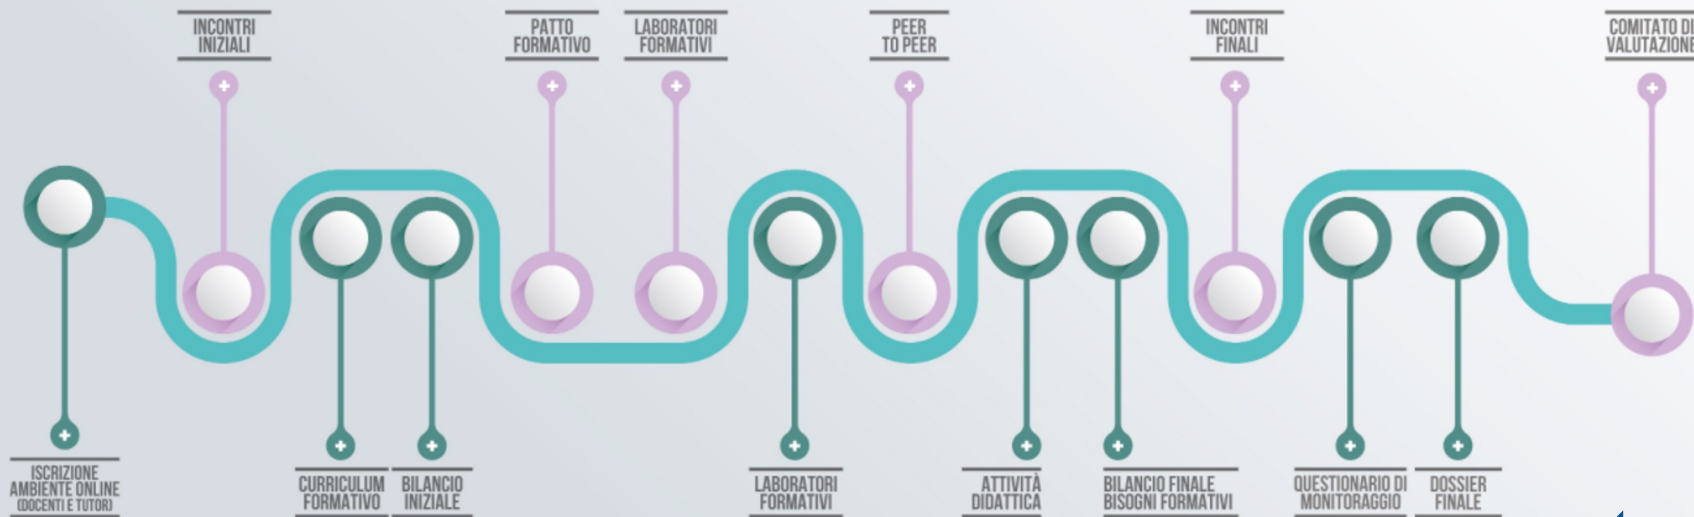 INCONTRI
INIZIALI
PATTO
FORMATIVO
LABORATORI
FORMATIVI
PEER
TO PEER
INCONTRI
FINALI
COMITATO DI
VALUTAZIONE
ISCRIZIONE
AMBIENTE ONLINE
(DOCENTI E TUTOR)
CURRICULUM
FORMATIVO
BILANCIO
INIZIALE
LABORATORI
FORMATIVI
ATTIVITÀ
DIDATTICA
BILANCIO FINALE
BISOGNI FORMATIVI
QUESTIONARIO DI
MONITORAGGIO
DOSSIER
FINALE